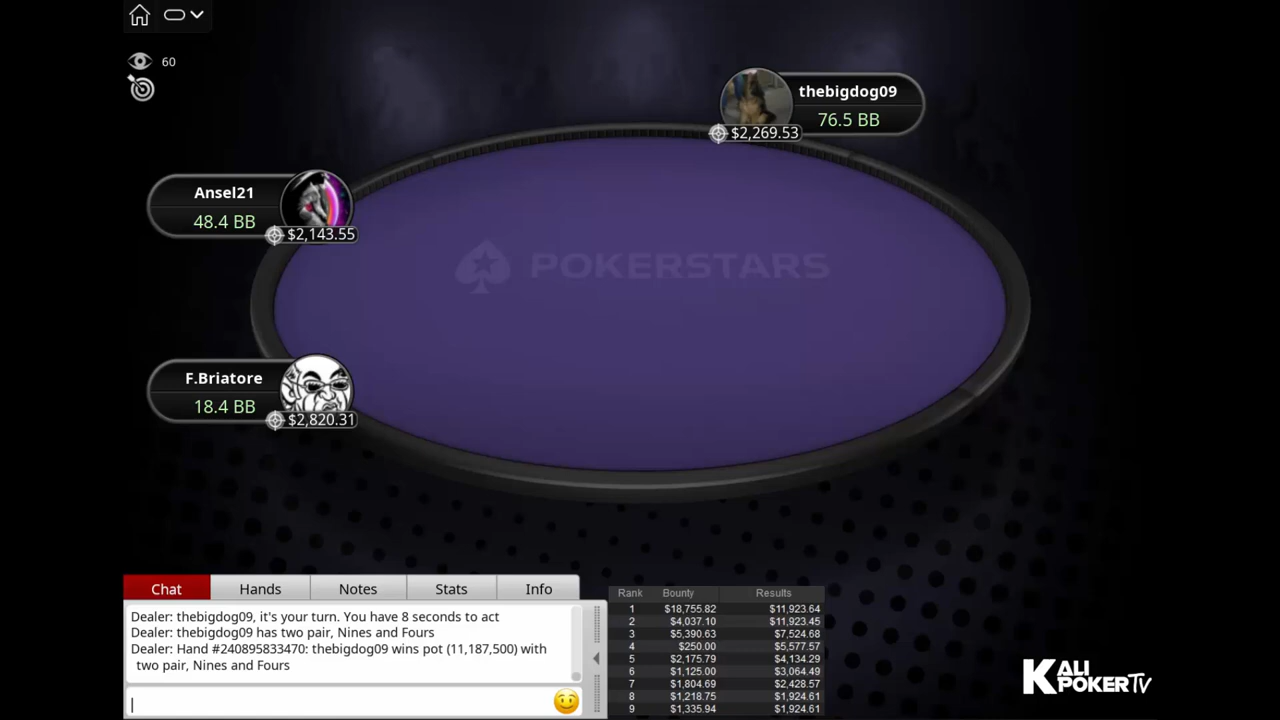 60
thebigdog09
76.5 BB
$2,269.53
Ansel21
48.4 BB
$2,143.55
POKERSTARS
F.Briatore
18.4 BB
$2,820.31
Chat Hands Notes Stats Info
Dealer: thebigdog09, it's your turn. You have 8 seconds to act
Dealer: thebigdog09 has two pair, Nines and Fours
Dealer: Hand #240895833470: thebigdog09 wins pot (11,187,500) with
two pair, Nines and Fours
Rank Bounty Results
1 $18,755.82 $11,923.64
2 $4,037.10 $11,923.45
3 $5,390.63 $7,524.68
4 $250.00 $5,577.57
5 $2,175.79 $4,134.29
6 $1,125.00 $3,064.49
7 $1,804.69 $2,428.57
8 $1,218.75 $1,924.61
9 $1,335.94 $1,924.61
KALI
POKERTV